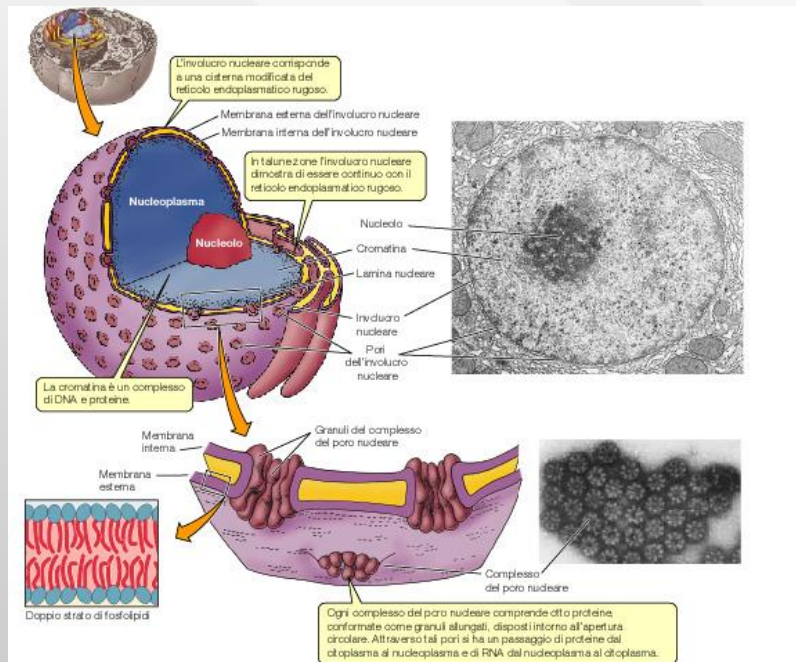 L'involucro nucleare corrisponde
a una cisterna modificata del
reticolo endoplasmatico rugoso.
Membrana esterna dell'involucro nucleare
Membrana interna dell'involucro nucleare
In talune zone l'involucro nucleare
dimostra di essere continuo con il
reticolo endoplasmatico rugoso.
Nucleoplasma
Nucleolo
Nucleolo
Cromatina
Lamina nucleare
Involucro
nucleare
Pori
dell'involucro
nucleare
La cromatina è un complesso
di DNA e proteine.
Granuli del complesso
del poro nucleare
Membrana
interna
Membrana
esterna
Complesso
del poro nucleare
Doppio strato di fosfolipidi
Ogni complesso del poro nucleare comprende otto proteine,
conformate come granuli allungati, disposti intorno all'apertura
circolare. Attraverso tali pori si ha un passaggio di proteine dal
citoplasma al nucleoplasma e di RNA dal nucleoplasma al citoplasma.